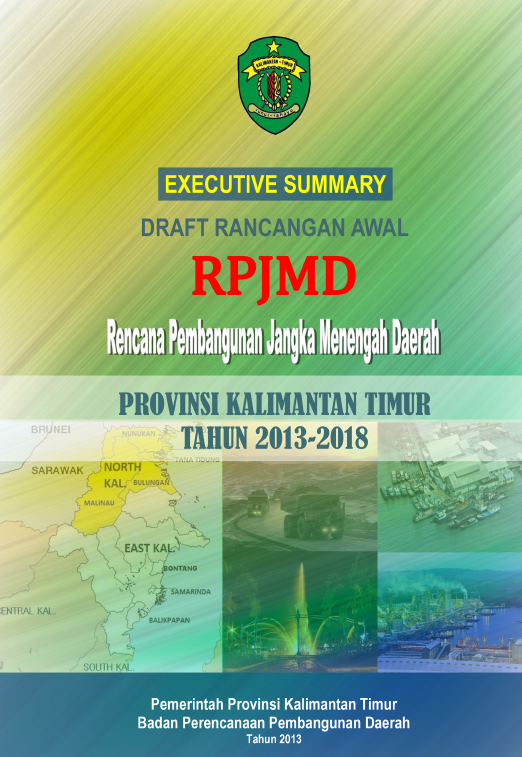 KALIMANTAN - TIMUR
EXECUTIVE SUMMARY
DRAFT RANCANGAN AWAL
RPJMD
Rencana Pembangunan Jangka Menengah Daerah
PROVINSI KALIMANTAN TIMUR
TAHUN 2013-2018
BRUNEI
NUNUKAN
TANA TIDUNG
SARAWAK
NORTH
KAL.
BULUNGAN
MALINAU
EAST KAL.
BONTANG
SAMARINDA
CENTRAL KAL.
BALIKPAPAN
SOUTH KAL.
Pemerintah Provinsi Kalimantan Timur
Badan Perencanaan Pembangunan Daerah
Tahun 2013